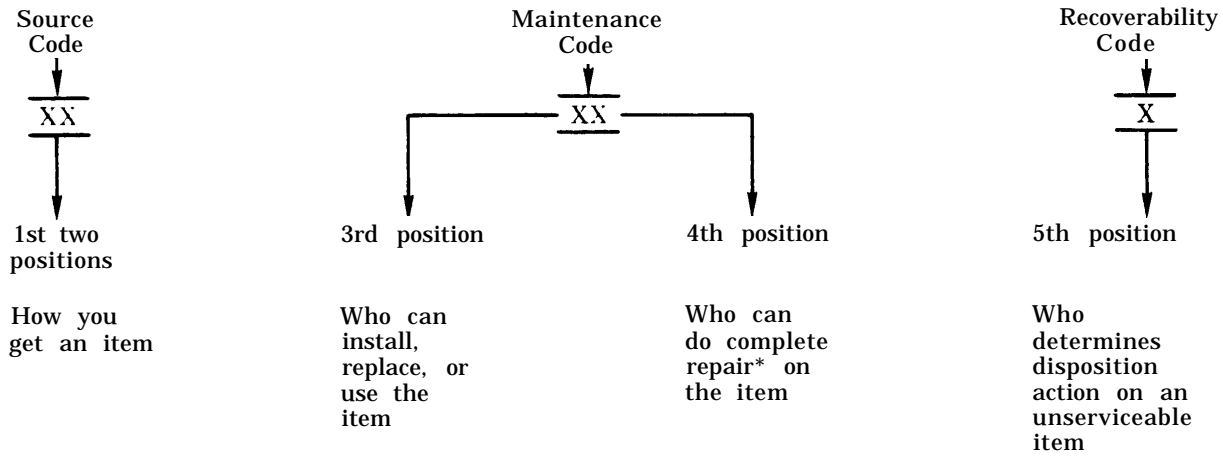 Source
Code
XX
1st two
positions
How you
get an item
Maintenance
Code
XX
3rd position
Who can
install,
replace, or
use the
item
4th position
Who can
do complete
repair* on
the item
Recoverability
Code
X
5th position
Who
determines
disposition
action on an
unserviceable
item